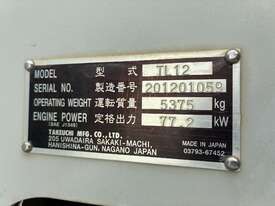 MODEL 型式 TL12
SERIAL NO. 製造番号 201201059
OPERATING WEIGHT 運転質量 5375 kg
ENGINE POWER 定格出力 77.2 kW
(SAE J1349)
TAKEUCHI MFG. CO., LTD.
205 UWADAIRA SAKAKI-MACHI,
HANISHINA-GUN, NAGANO JAPAN
MADE IN JAPAN
03793-67452